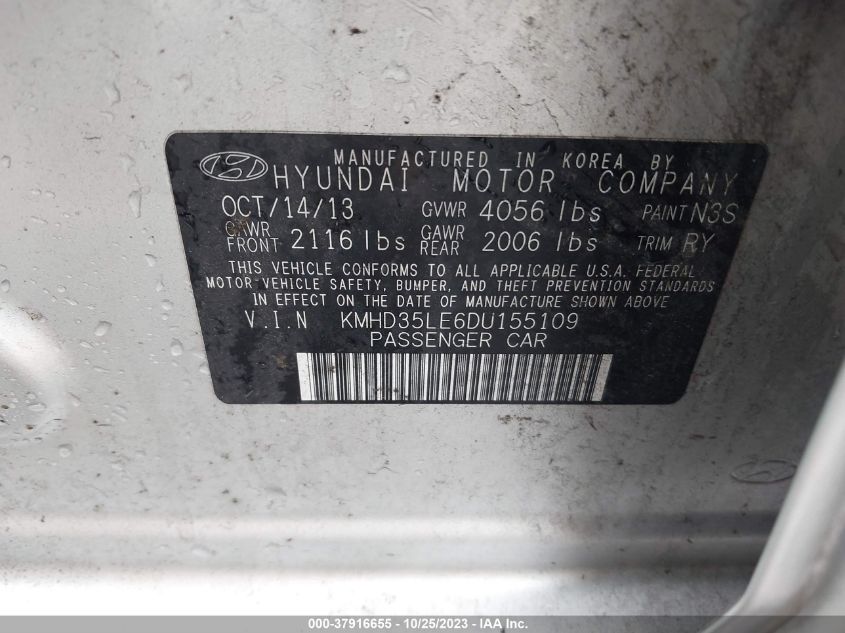 MANUFACTURED IN KOREA BY
HYUNDAI MOTOR COMPANY
OCT/14/13 GVWR 4056 lbs PAINT N3S
GAWR FRONT 2116 lbs GAWR REAR 2006 lbs TRIM RY
THIS VEHICLE CONFORMS TO ALL APPLICABLE U.S.A. FEDERAL
MOTOR-VEHICLE SAFETY, BUMPER, AND THEFT PREVENTION STANDARDS
IN EFFECT ON THE DATE OF MANUFACTURE SHOWN ABOVE
V.I.N KMHD35LE6DU155109
PASSENGER CAR
000-37916655 - 10/25/2023 - IAA Inc.